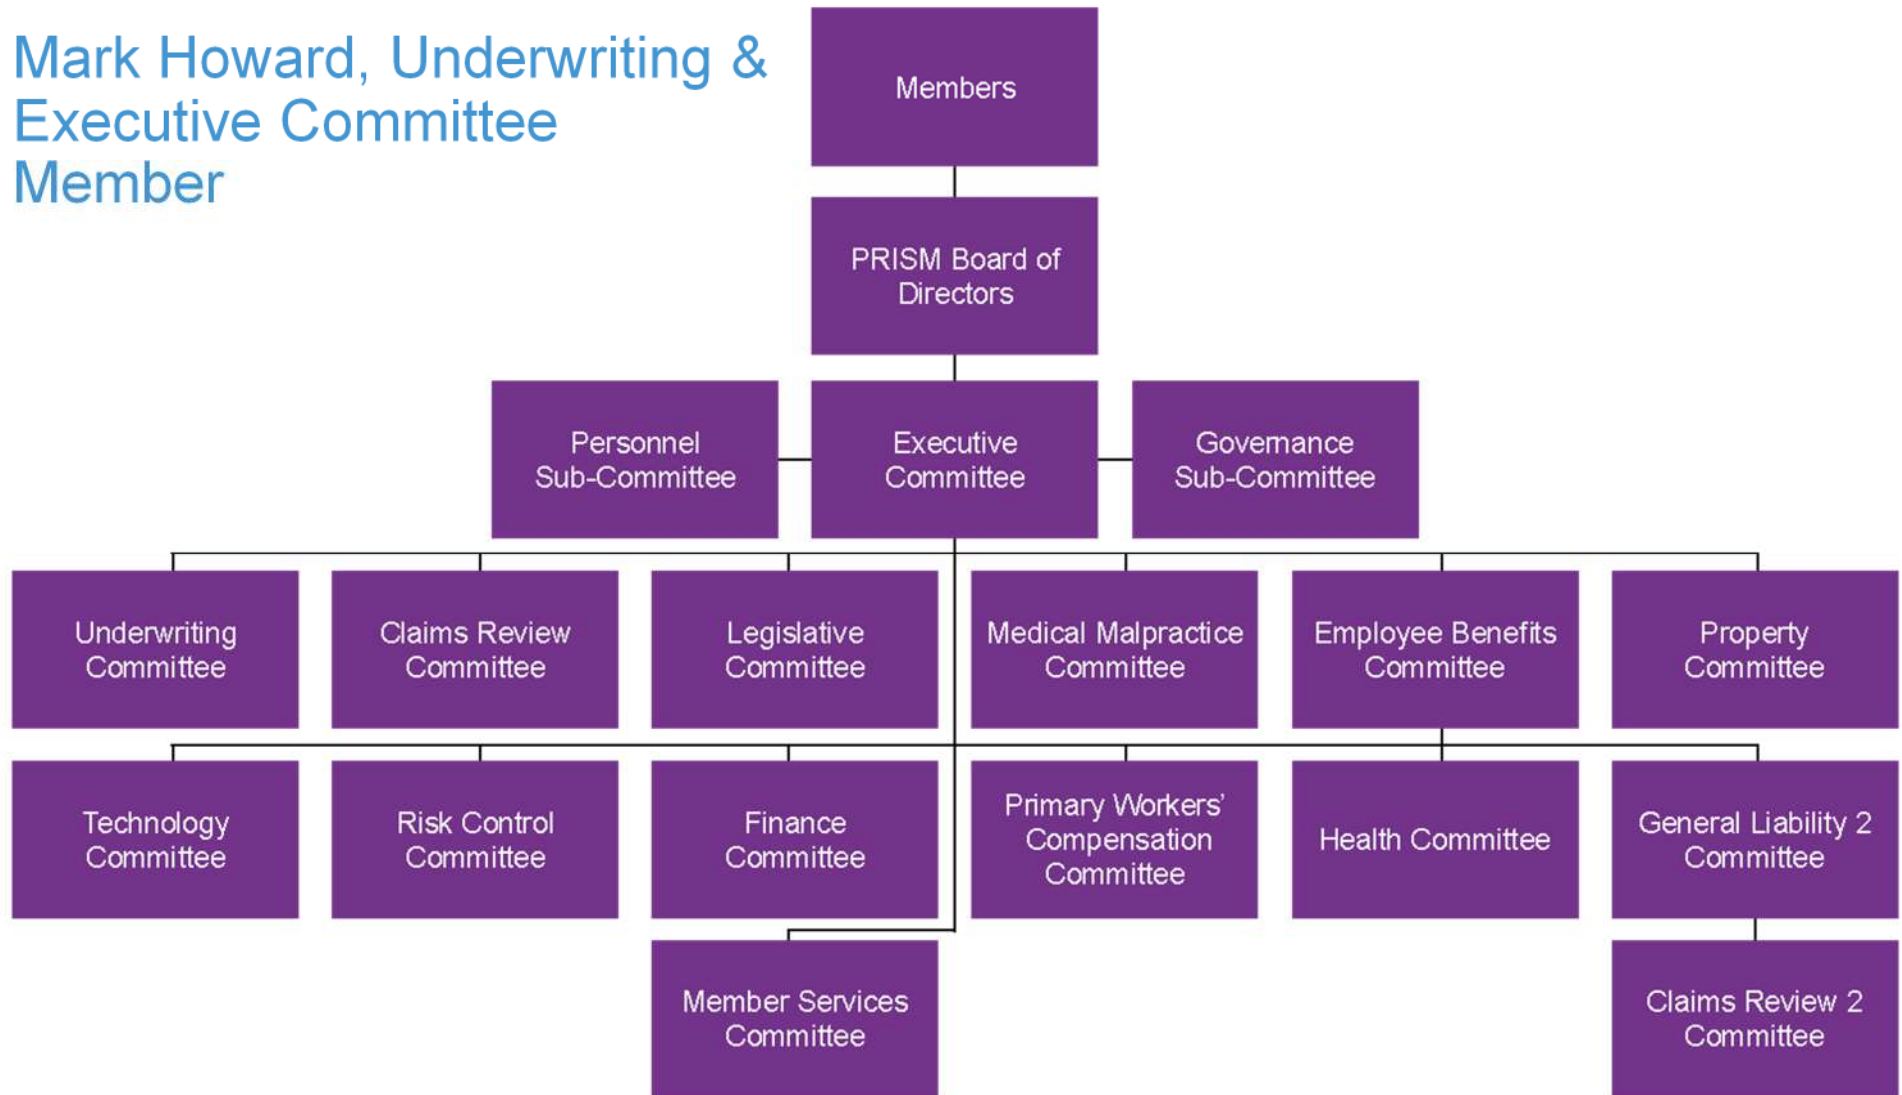 Mark Howard, Underwriting &
Executive Committee
Member
Members
PRISM Board of
Directors
Personnel
Sub-Committee
Executive
Committee
Governance
Sub-Committee
Underwriting
Committee
Claims Review
Committee
Legislative
Committee
Medical Malpractice
Committee
Employee Benefits
Committee
Property
Committee
Technology
Committee
Risk Control
Committee
Finance
Committee
Primary Workers’
Compensation
Committee
Health Committee
General Liability 2
Committee
Member Services
Committee
Claims Review 2
Committee